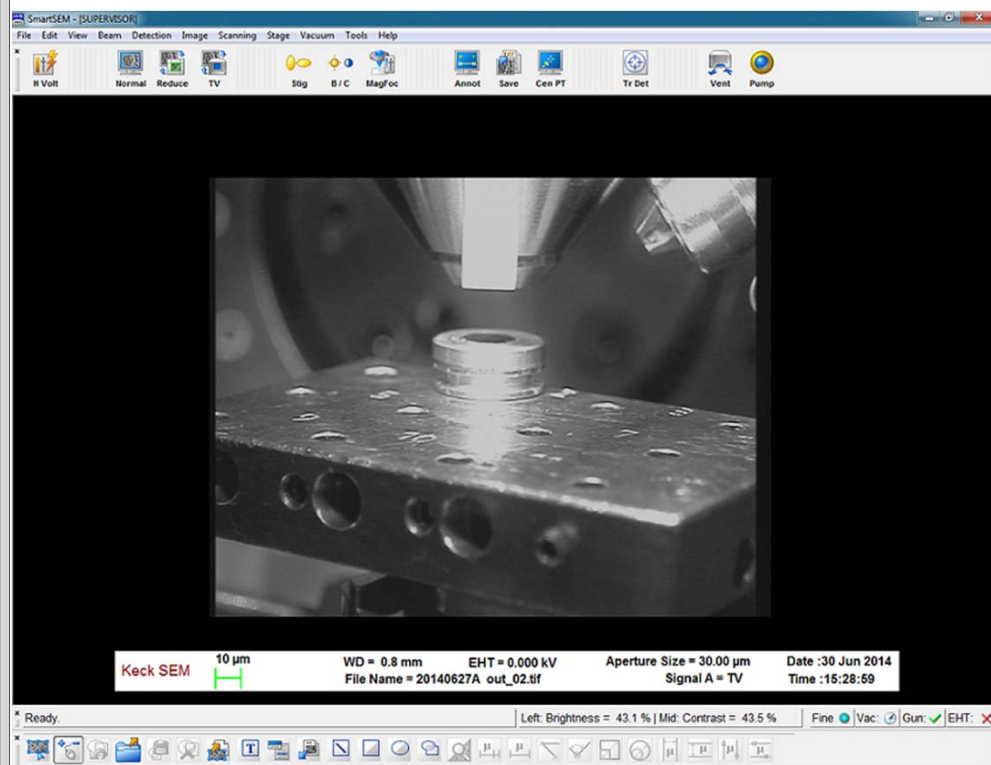 SmartSEM - [SUPERVISOR]
File Edit View Beam Detection Image Scanning Stage Vacuum Tools Help
H Volt Normal Reduce TV Stig B / C MagFoc Annot Save Cen PT Tr Det Vent Pump
10
7
Keck SEM
10 µm
WD = 0.8 mm EHT = 0.000 kV Aperture Size = 30.00 µm Date :30 Jun 2014
File Name = 20140627A out_02.tif Signal A = TV Time :15:28:59
Ready. Left: Brightness = 43.1 % | Mid: Contrast = 43.5 % Fine Vac: Gun: EHT: